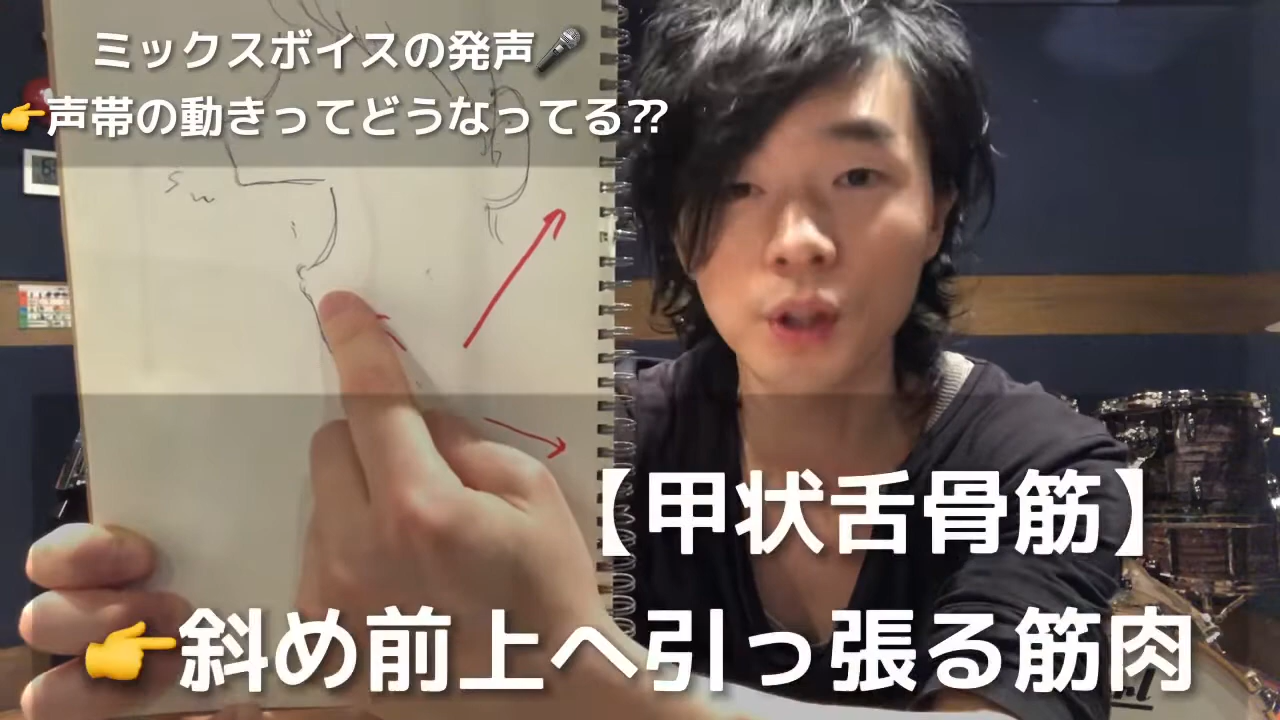 ミックスボイスの発声🎤
👉声帯の動きってどうなってる⁇
【甲状舌骨筋】
👉斜め前上へ引っ張る筋肉